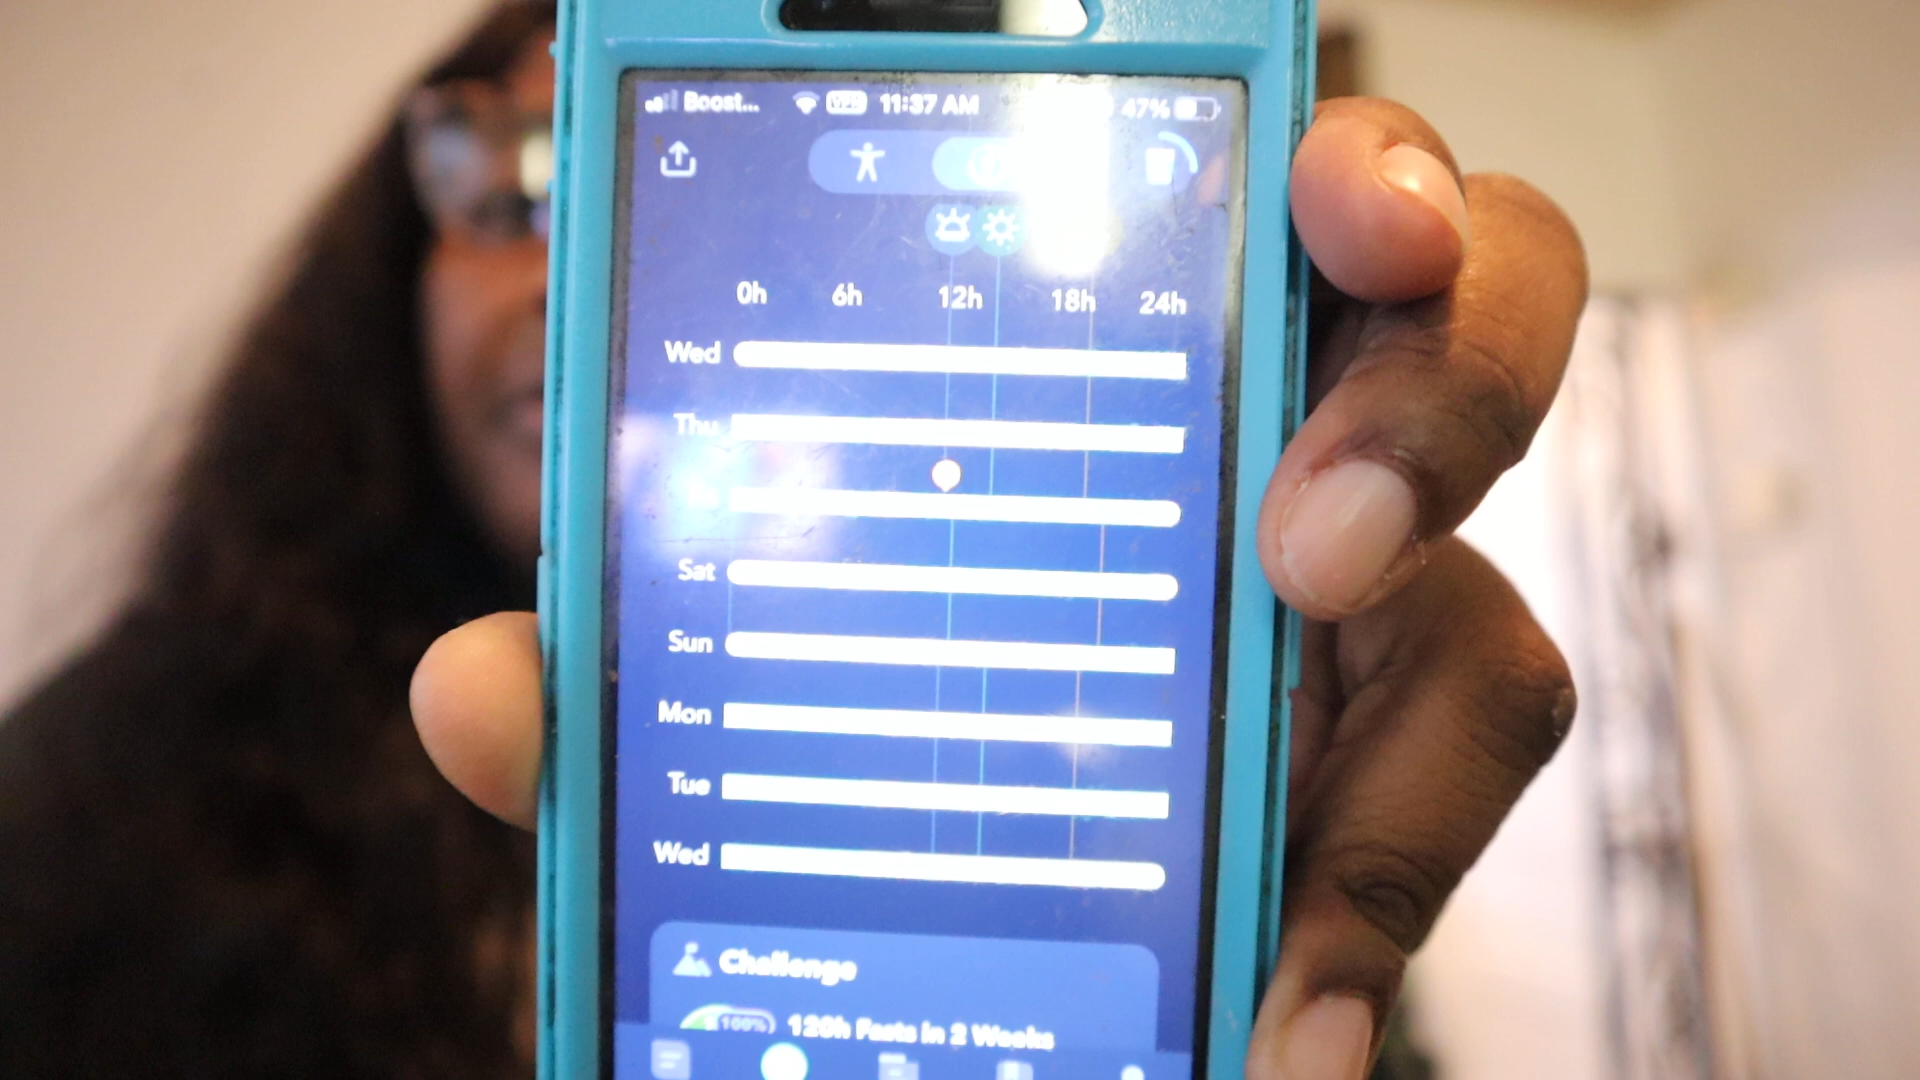 Boost... VPN 11:37 AM 47%
0h 6h 12h 18h 24h
Wed
Thu
Sat
Sun
Mon
Tue
Wed
Challenge
100% 120h Fasts in 2 Weeks